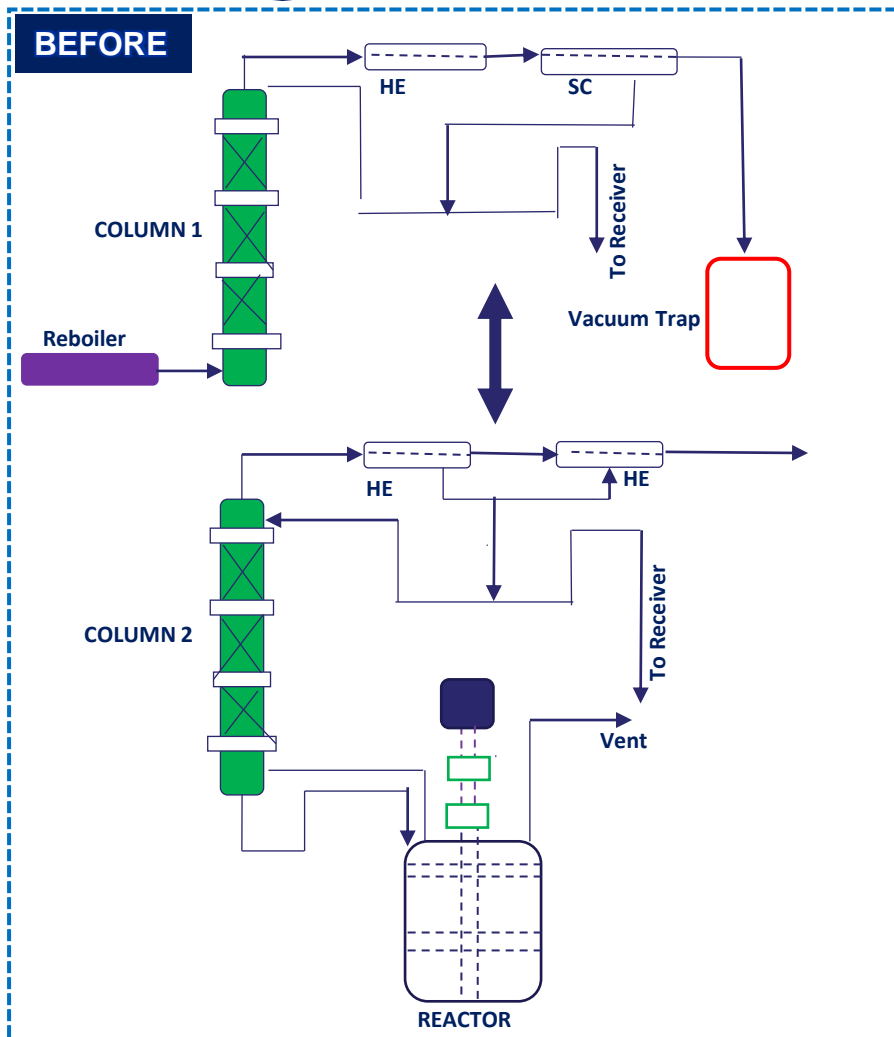 BEFORE
HE
SC
COLUMN 1
To Receiver
Vacuum Trap
Reboiler
HE
HE
COLUMN 2
To Receiver
Vent
REACTOR